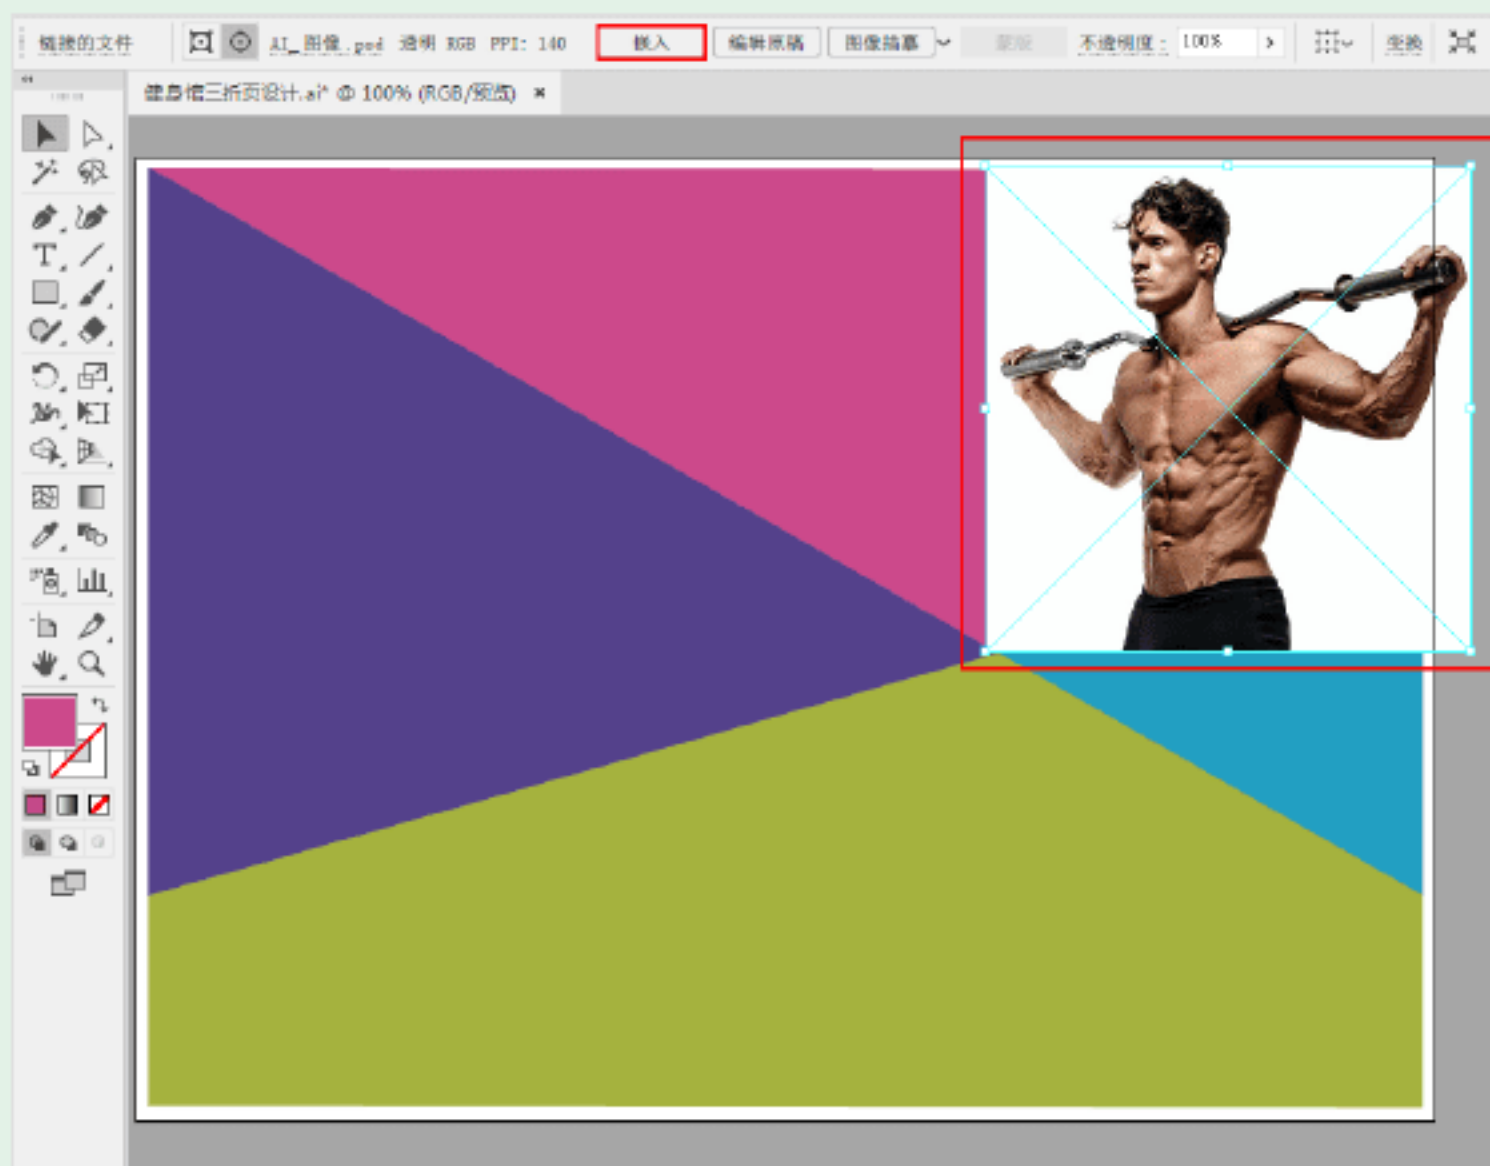 链接的文件 AI_图像.psd 透明 RGB PPI: 140 嵌入 编辑原稿 图像描摹 蒙版 不透明度: 100% 变换
健身馆三折页设计.ai* @ 100% (RGB/预览)